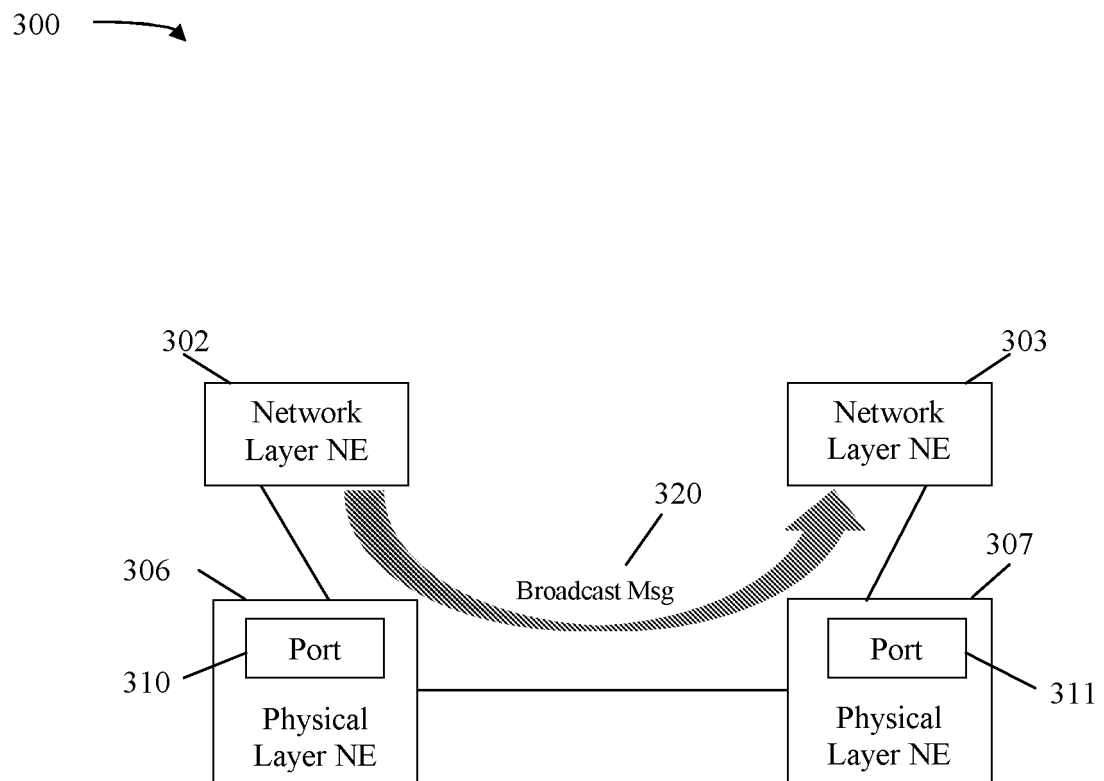 300
302
303
Network
Layer NE
Network
Layer NE
320
306
307
Broadcast Msg
Port
Port
310
311
Physical
Layer NE
Physical
Layer NE